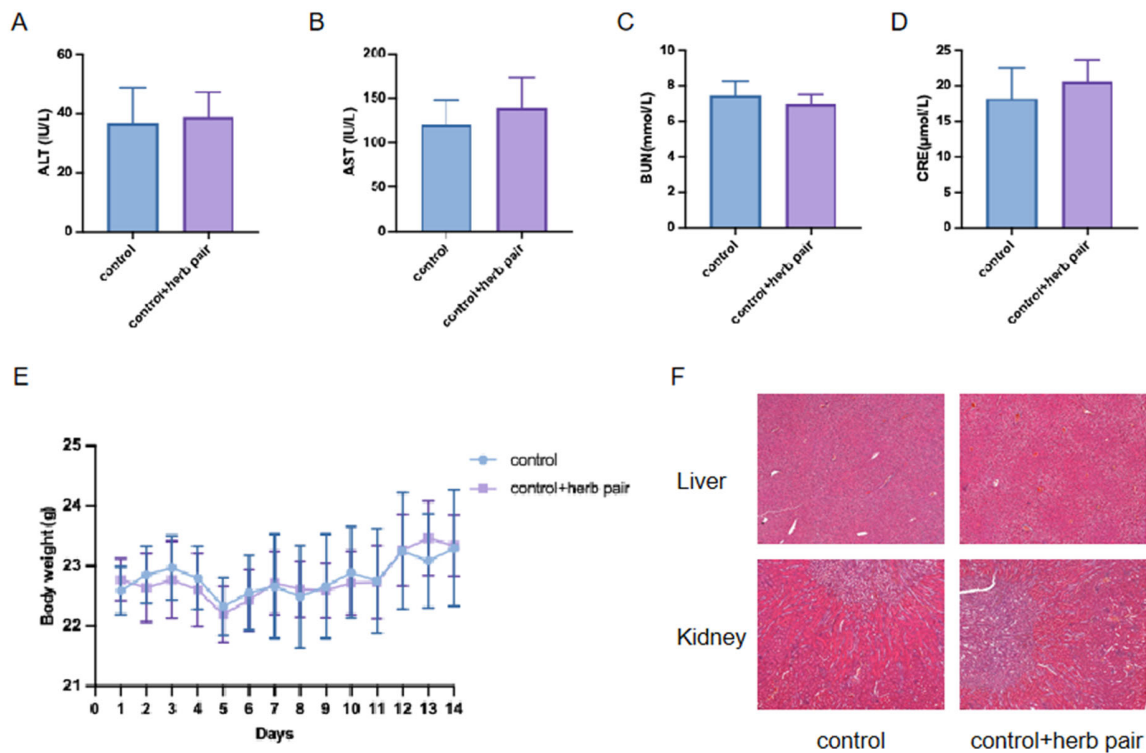 A
B
C
D
ALT (IU/L)
60
40
20
0
control
control+herb pair
AST (IU/L)
200
150
100
50
0
control
control+herb pair
BUN(mmol/L)
10
8
6
4
2
0
control
control+herb pair
CRE(μmol/L)
25
20
15
10
5
0
control
control+herb pair
E
Body weight (g)
25
24
23
22
21
0 1 2 3 4 5 6 7 8 9 10 11 12 13 14
Days
control
control+herb pair
F
Liver
Kidney
control control+herb pair